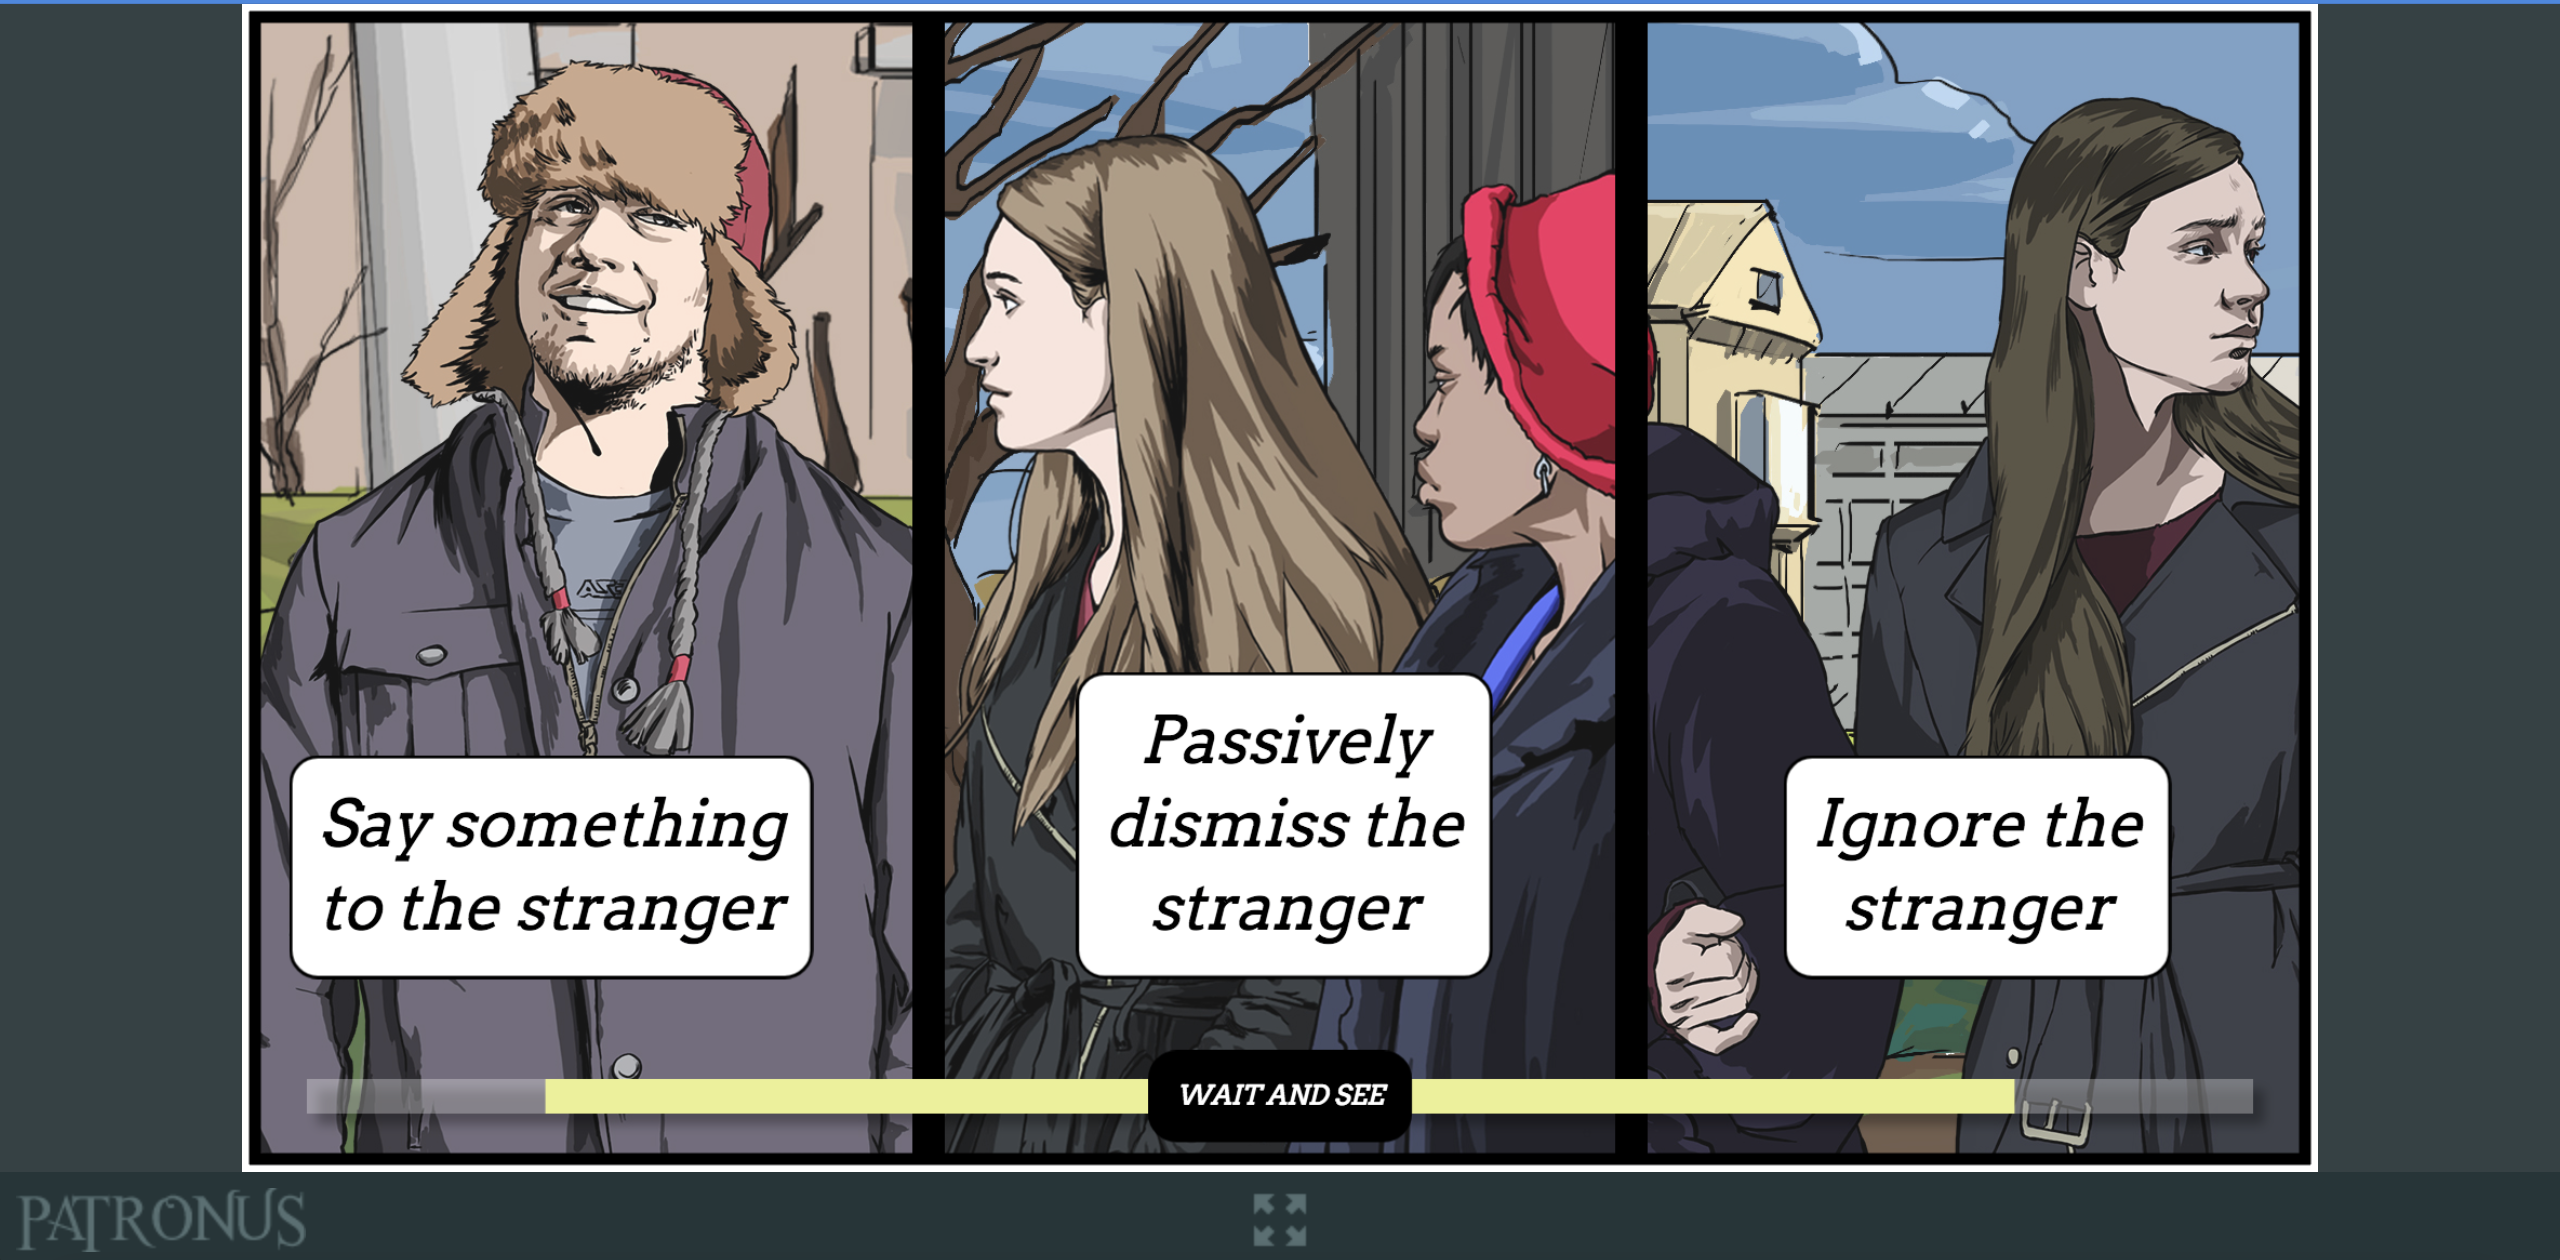 Say something
to the stranger
Passively
dismiss the
stranger
Ignore the
stranger
WAIT AND SEE
PATRONUS